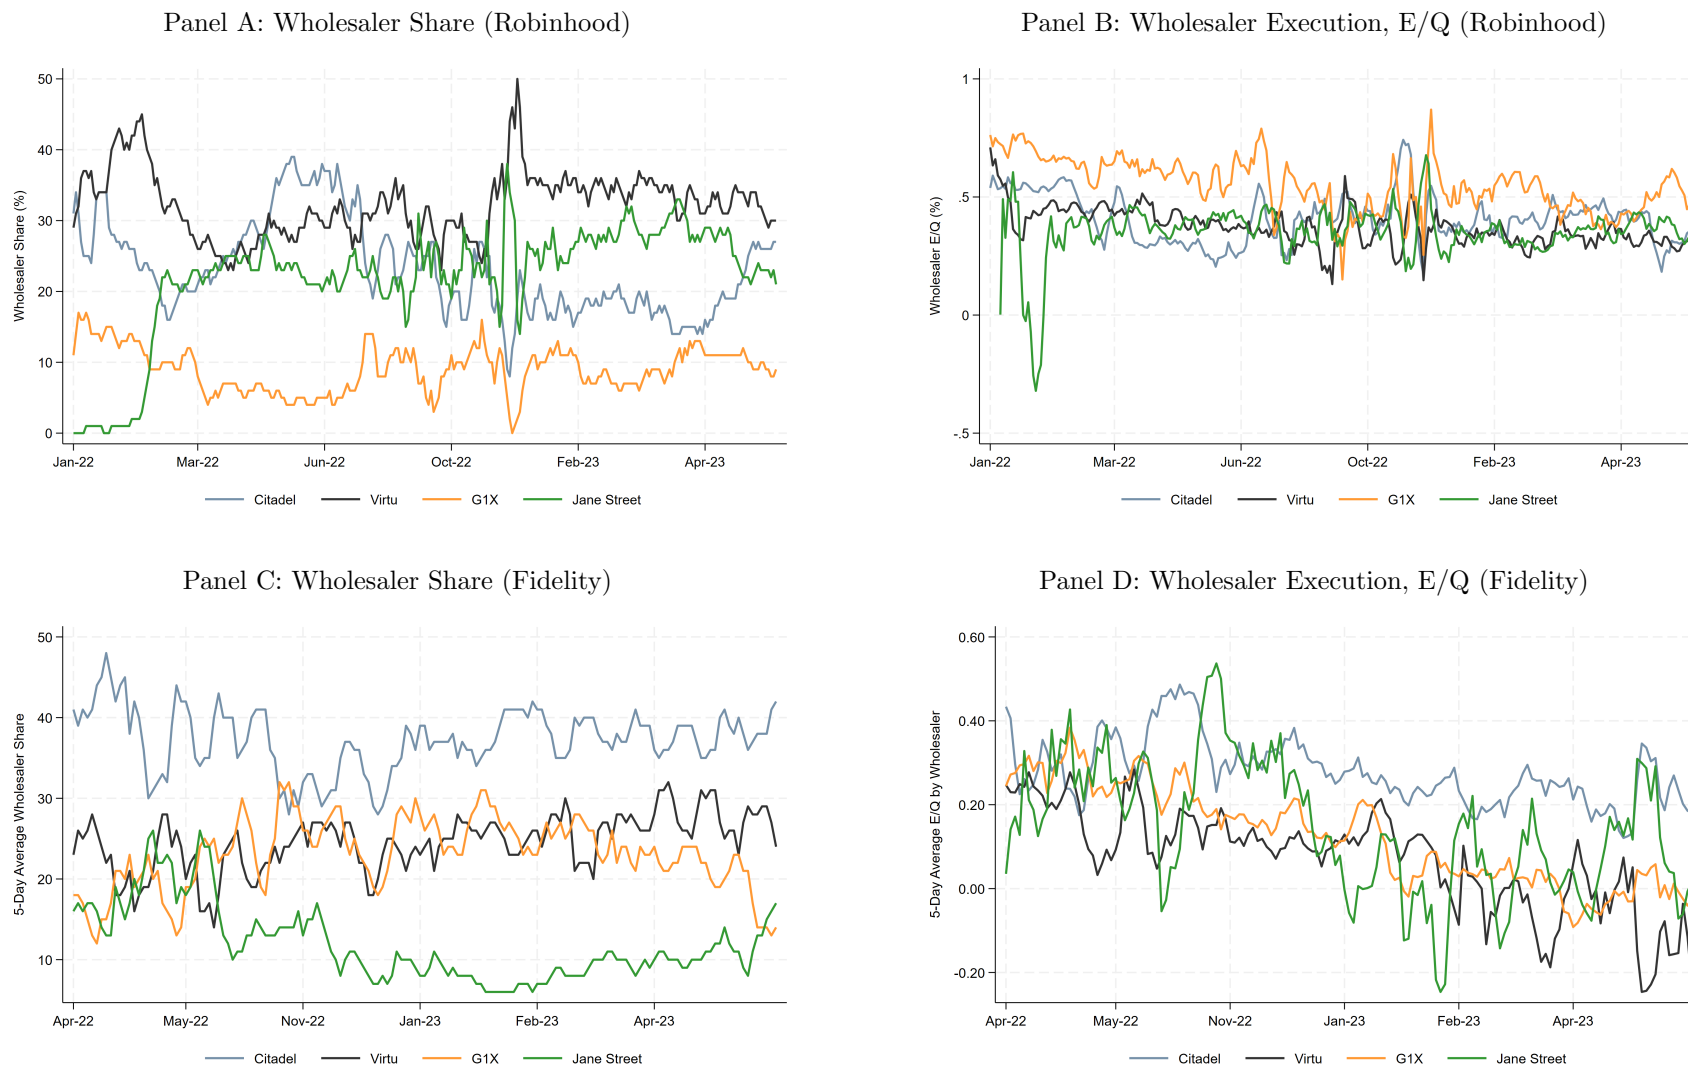 Panel A: Wholesaler Share (Robinhood)
Wholesaler Share (%)
50
40
30
20
10
0
Jan-22 Mar-22 Jun-22 Oct-22 Feb-23 Apr-23
Citadel Virtu G1X Jane Street
Panel B: Wholesaler Execution, E/Q (Robinhood)
Wholesaler E/Q (%)
1
.5
0
-.5
Jan-22 Mar-22 Jun-22 Oct-22 Feb-23 Apr-23
Citadel Virtu G1X Jane Street
Panel C: Wholesaler Share (Fidelity)
5-Day Average Wholesaler Share
50
40
30
20
10
Apr-22 May-22 Nov-22 Jan-23 Feb-23 Apr-23
Citadel Virtu G1X Jane Street
Panel D: Wholesaler Execution, E/Q (Fidelity)
5-Day Average E/Q by Wholesaler
0.60
0.40
0.20
0.00
-0.20
Apr-22 May-22 Nov-22 Jan-23 Feb-23 Apr-23
Citadel Virtu G1X Jane Street